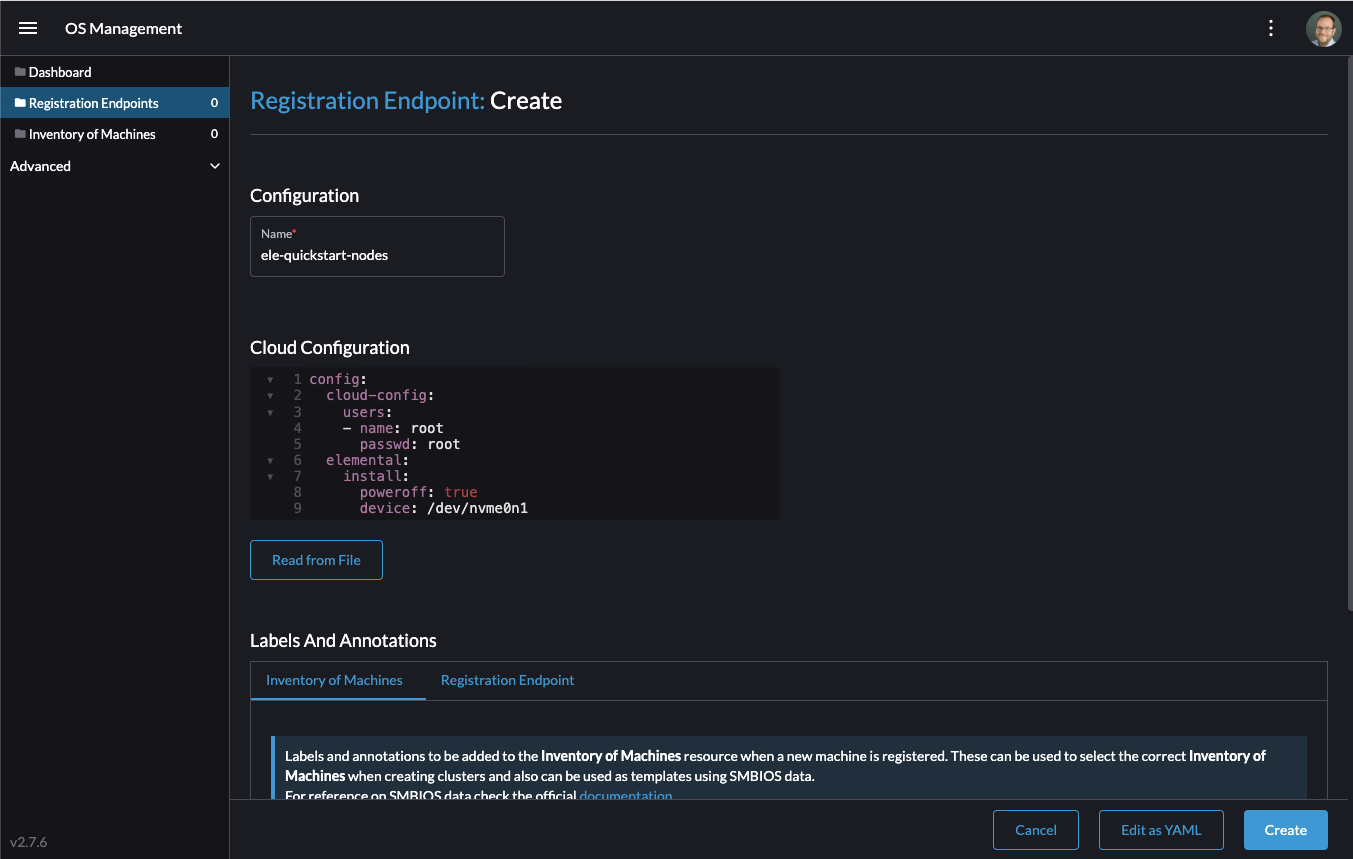 OS Management
Dashboard
Registration Endpoints 0
Inventory of Machines 0
Advanced
v2.7.6
Registration Endpoint: Create
Configuration
Name*
ele-quickstart-nodes
Cloud Configuration
1 config:
2 cloud-config:
3 users:
4 - name: root
5 passwd: root
6 elemental:
7 install:
8 poweroff: true
9 device: /dev/nvme0n1
Read from File
Labels And Annotations
Inventory of Machines Registration Endpoint
Labels and annotations to be added to the Inventory of Machines resource when a new machine is registered. These can be used to select the correct Inventory of
Machines when creating clusters and also can be used as templates using SMBIOS data.
For reference on SMBIOS data check the official documentation
Cancel Edit as YAML Create